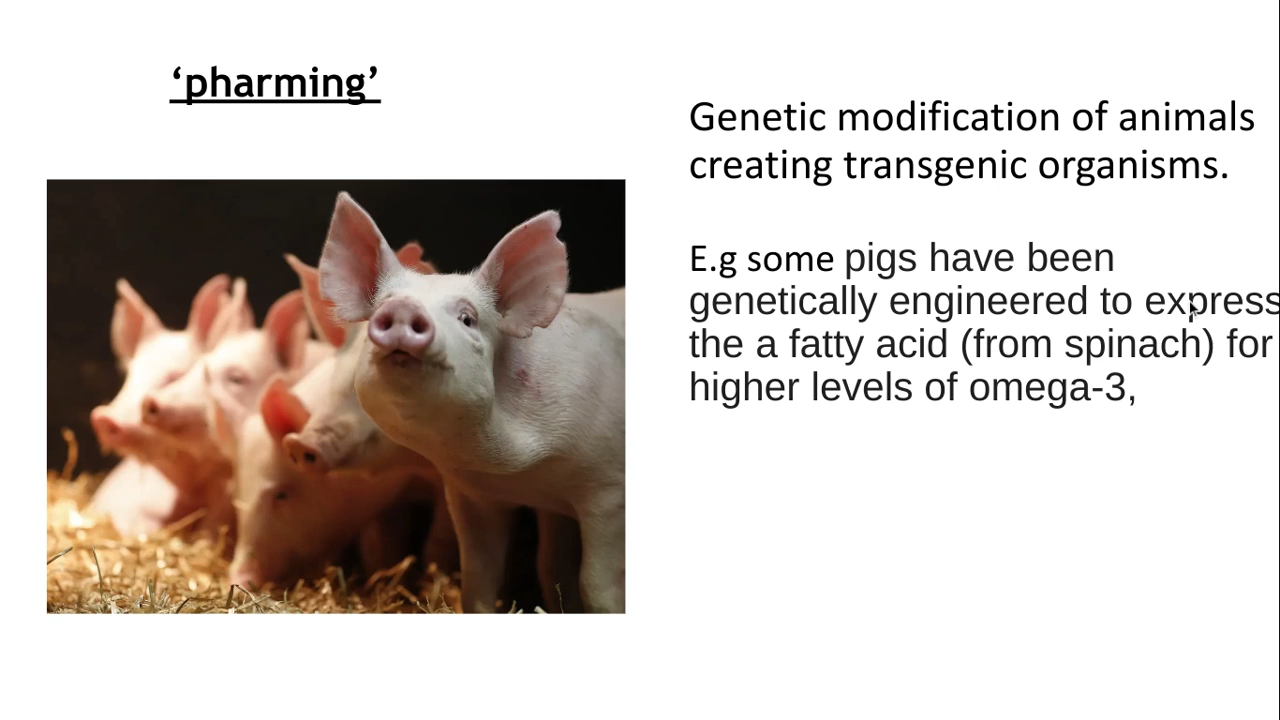 ‘pharming’
Genetic modification of animals
creating transgenic organisms.
E.g some pigs have been
genetically engineered to express
the a fatty acid (from spinach) for
higher levels of omega-3,